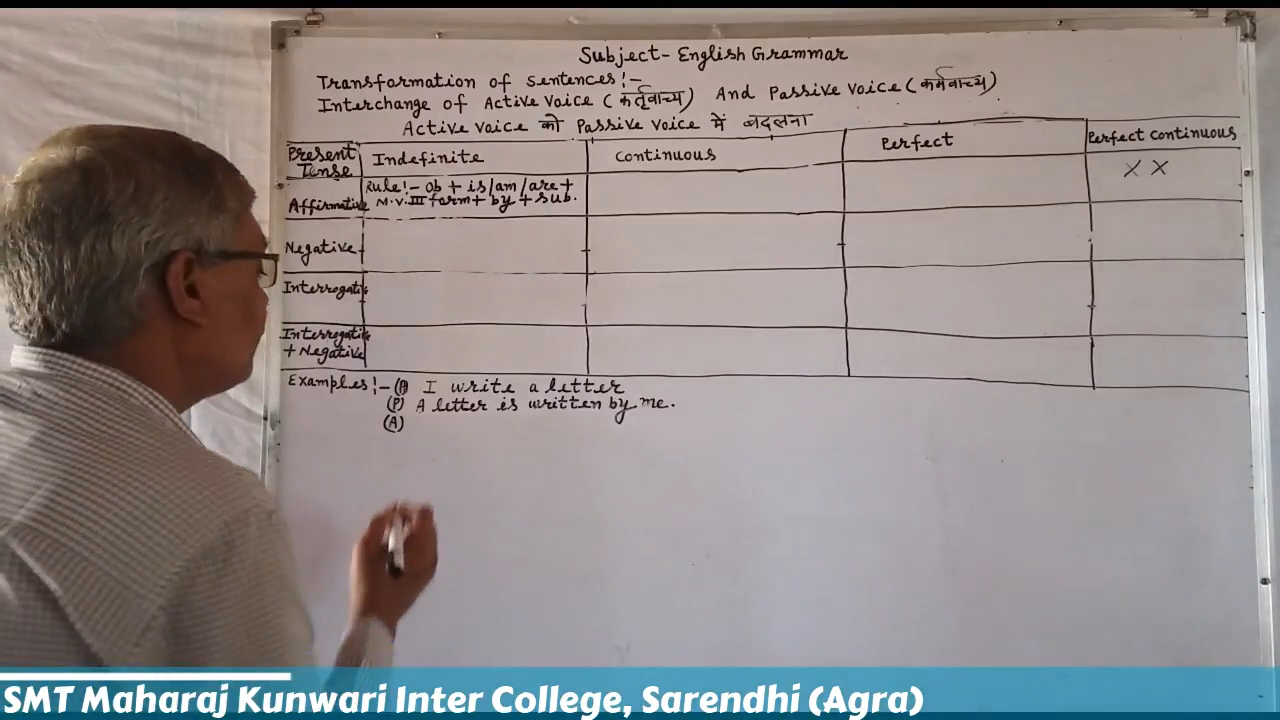 Subject- English Grammar
Transformation of sentences:-
Interchange of Active voice (कर्तृवाच्य) And Passive voice (कर्मवाच्य)
Active voice को Passive voice में बदलना
Present Tense
Indefinite
Continuous
Perfect
Perfect continuous
Affirmative
Rule:- ob + is/am/are +
M.V. III form + by + sub.
X X
Negative
Interrogative
Interrogative
+ Negative
Examples:- (A) I write a letter
(P) A letter is written by me.
(A)
SMT Maharaj Kunwari Inter College, Sarendhi (Agra)